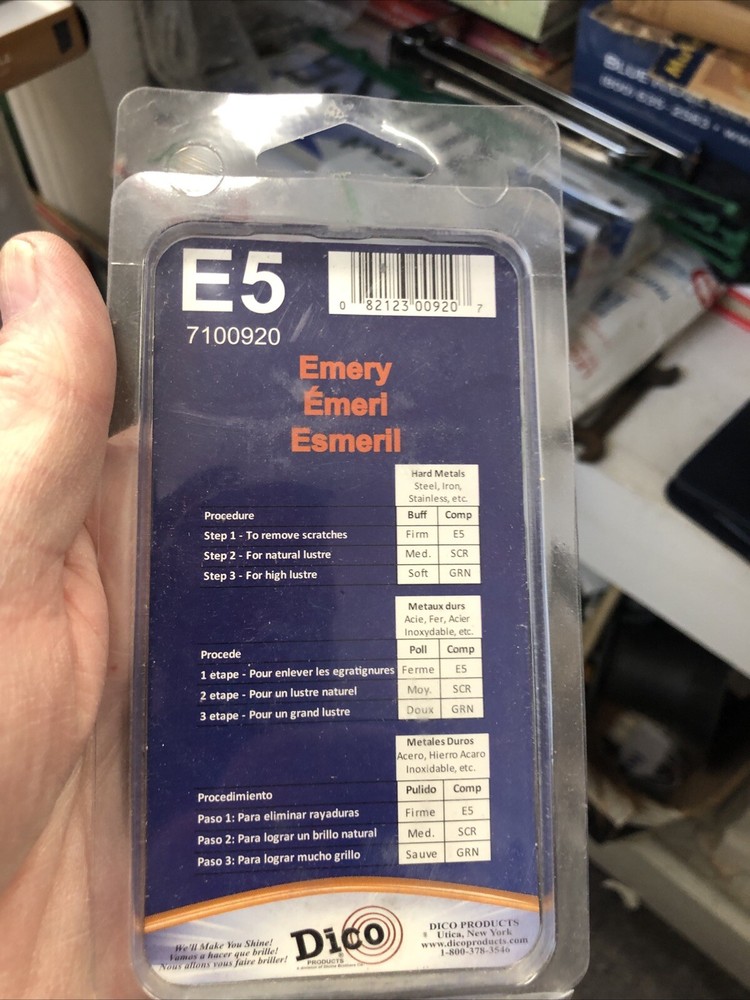 E5
0 82123 00920 7
7100920
Emery
Émeri
Esmeril
Hard Metals
Steel, Iron,
Stainless, etc.
Procedure Buff Comp
Step 1 - To remove scratches Firm E5
Step 2 - For natural lustre Med. SCR
Step 3 - For high lustre Soft GRN
Metaux durs
Acie, Fer, Acier
Inoxydable, etc.
Procede Poll Comp
1 etape - Pour enlever les egratignures Ferme E5
2 etape - Pour un lustre naturel Moy. SCR
3 etape - Pour un grand lustre Doux GRN
Metales Duros
Acero, Hierro Acaro
Inoxidable, etc.
Procedimiento Pulido Comp
Paso 1: Para eliminar rayaduras Firme E5
Paso 2: Para lograr un brillo natural Med. SCR
Paso 3: Para lograr mucho grillo Sauve GRN
We'll Make You Shine!
Vamos a hacer que brille!
Nous allons vous faire briller!
Dico
PRODUCTS
DICO PRODUCTS
Utica, New York
www.dicoproducts.com
1-800-378-3546
BLUE